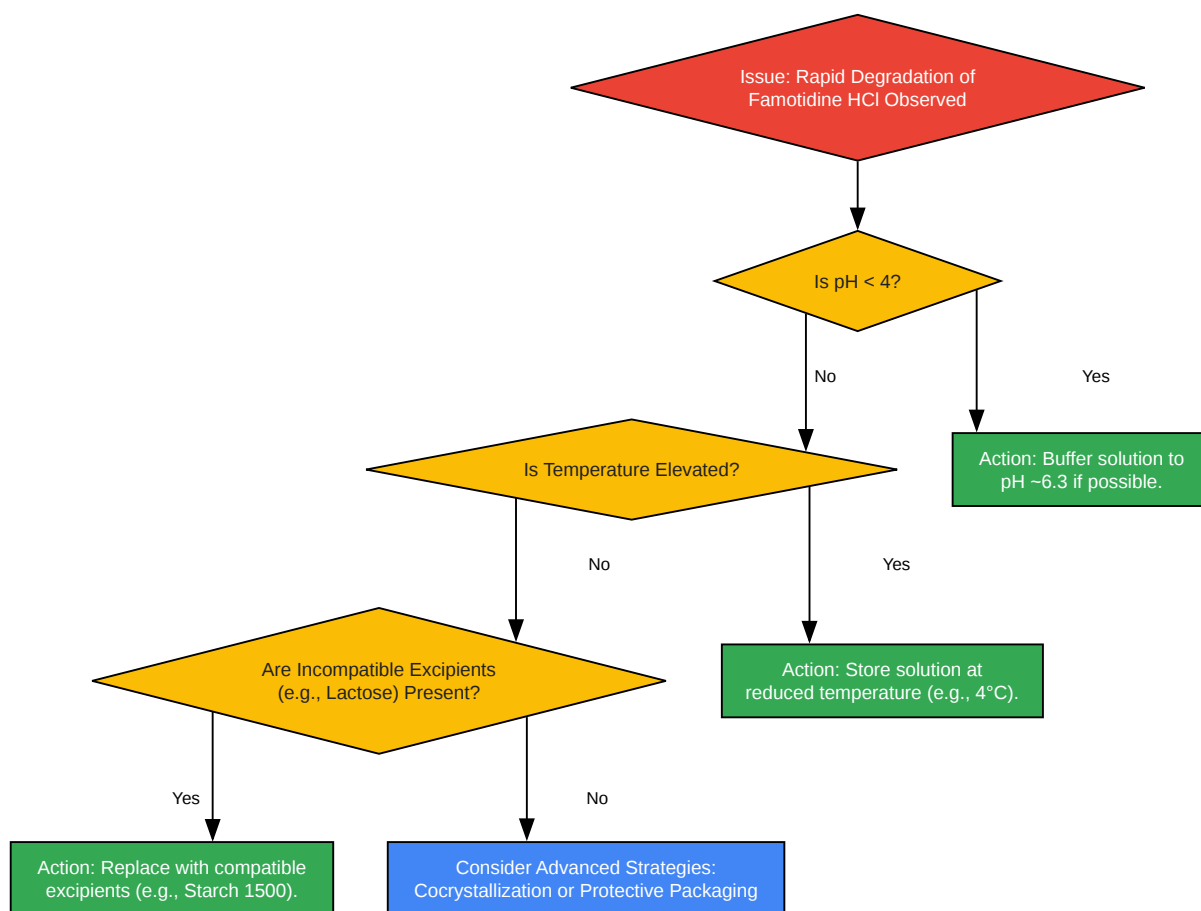 Issue: Rapid Degradation of
Famotidine HCl Observed
Is pH < 4?
No
Yes
Action: Buffer solution to
pH ~6.3 if possible.
Is Temperature Elevated?
No
Yes
Action: Store solution at
reduced temperature (e.g., 4°C).
Are Incompatible Excipients
(e.g., Lactose) Present?
Yes
No
Action: Replace with compatible
excipients (e.g., Starch 1500).
Consider Advanced Strategies:
Cocrystallization or Protective Packaging